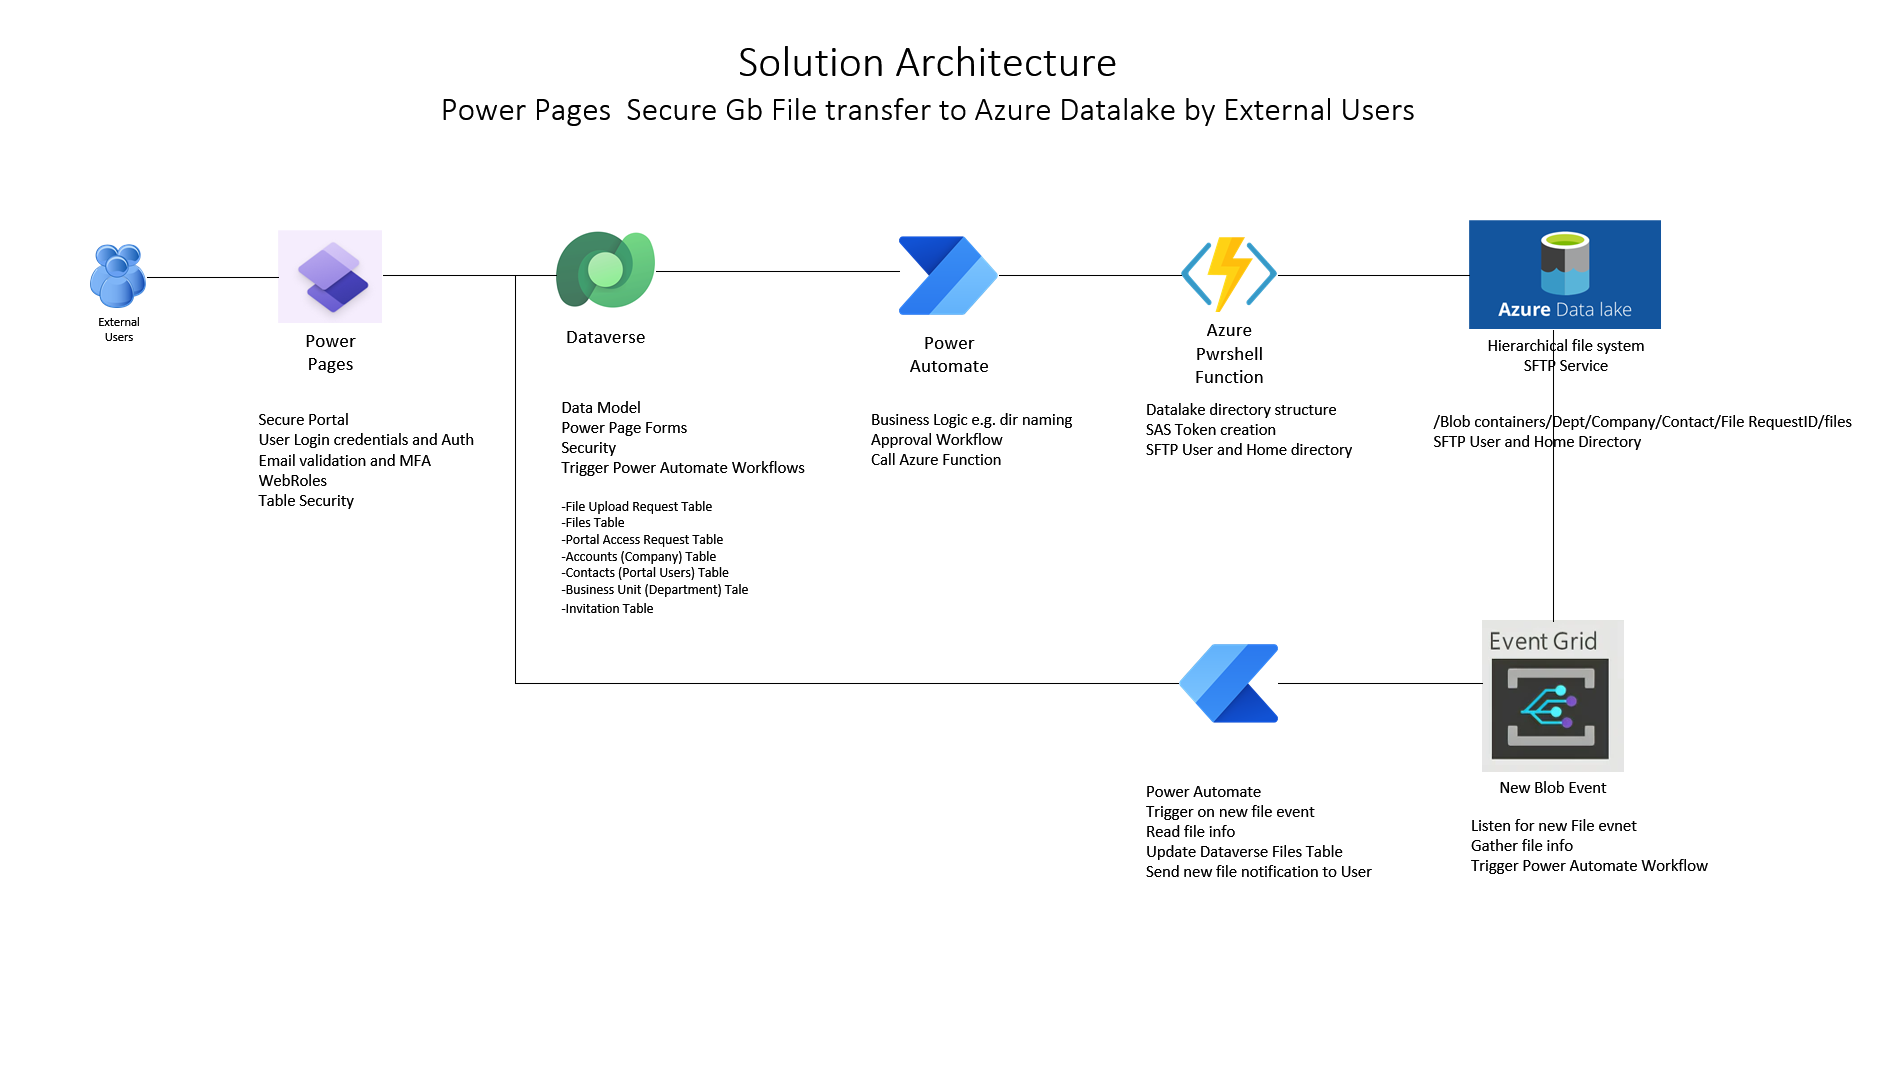 Solution Architecture
Power Pages  Secure Gb File transfer to Azure Datalake by External Users
External
Users
Power
Pages
Secure Portal
User Login credentials and Auth
Email validation and MFA
WebRoles
Table Security
Dataverse
Data Model
Power Page Forms
Security
Trigger Power Automate Workflows
-File Upload Request Table
-Files Table
-Portal Access Request Table
-Accounts (Company) Table
-Contacts (Portal Users) Table
-Business Unit (Department) Tale
-Invitation Table
Power
Automate
Business Logic e.g. dir naming
Approval Workflow
Call Azure Function
Azure
Pwrshell
Function
Datalake directory structure
SAS Token creation
SFTP User and Home directory
Azure Data lake
Hierarchical file system
SFTP Service
/Blob containers/Dept/Company/Contact/File RequestID/files
SFTP User and Home Directory
Event Grid
New Blob Event
Listen for new File evnet
Gather file info
Trigger Power Automate Workflow
Power Automate
Trigger on new file event
Read file info
Update Dataverse Files Table
Send new file notification to User